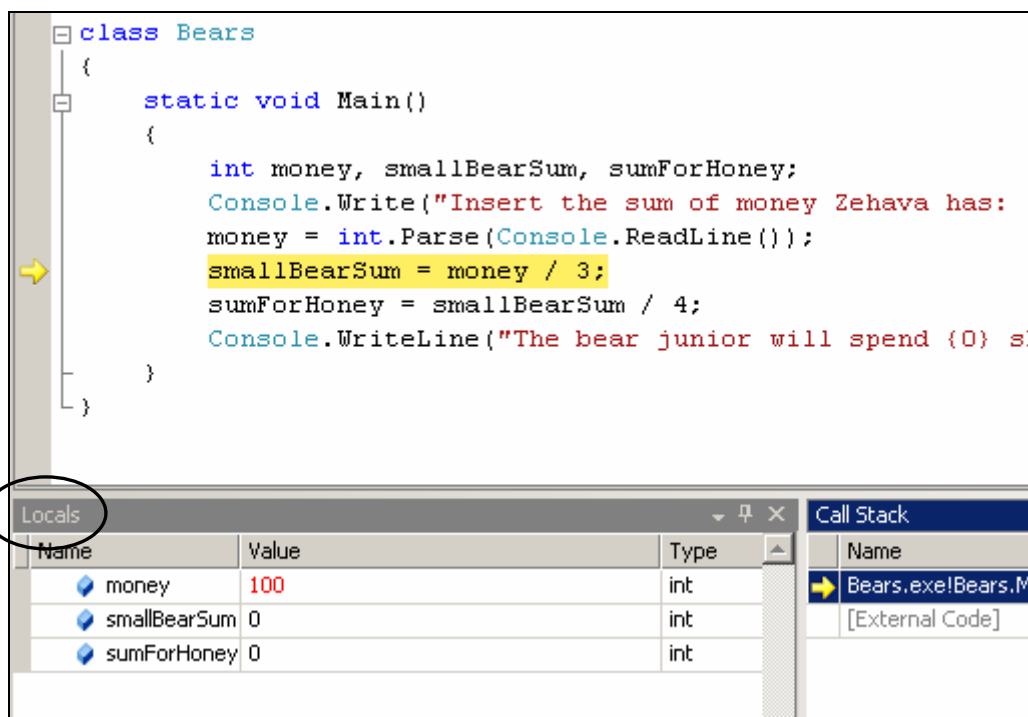 class Bears
{
static void Main()
{
int money, smallBearSum, sumForHoney;
Console.Write("Insert the sum of money Zehava has:
money = int.Parse(Console.ReadLine());
smallBearSum = money / 3;
sumForHoney = smallBearSum / 4;
Console.WriteLine("The bear junior will spend {0}
}
}
Locals
Name Value Type
money 100 int
smallBearSum 0 int
sumForHoney 0 int
Call Stack
Name
Bears.exe!Bears.M
[External Code]